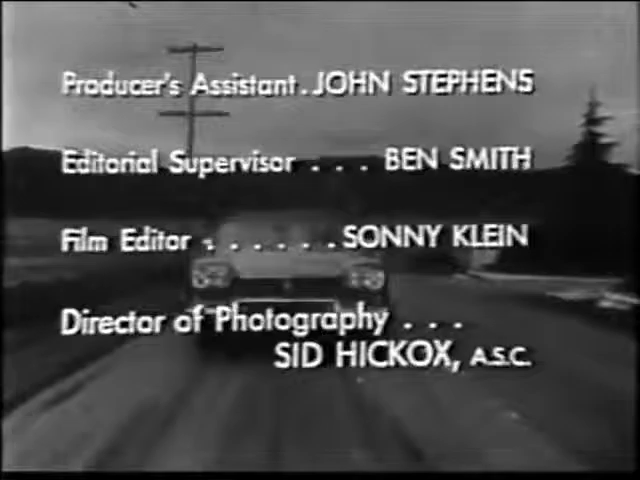 Producer's Assistant. JOHN STEPHENS
Editorial Supervisor . . . BEN SMITH
Film Editor . . . . . . SONNY KLEIN
Director of Photography . . .
SID HICKOX, A.S.C.